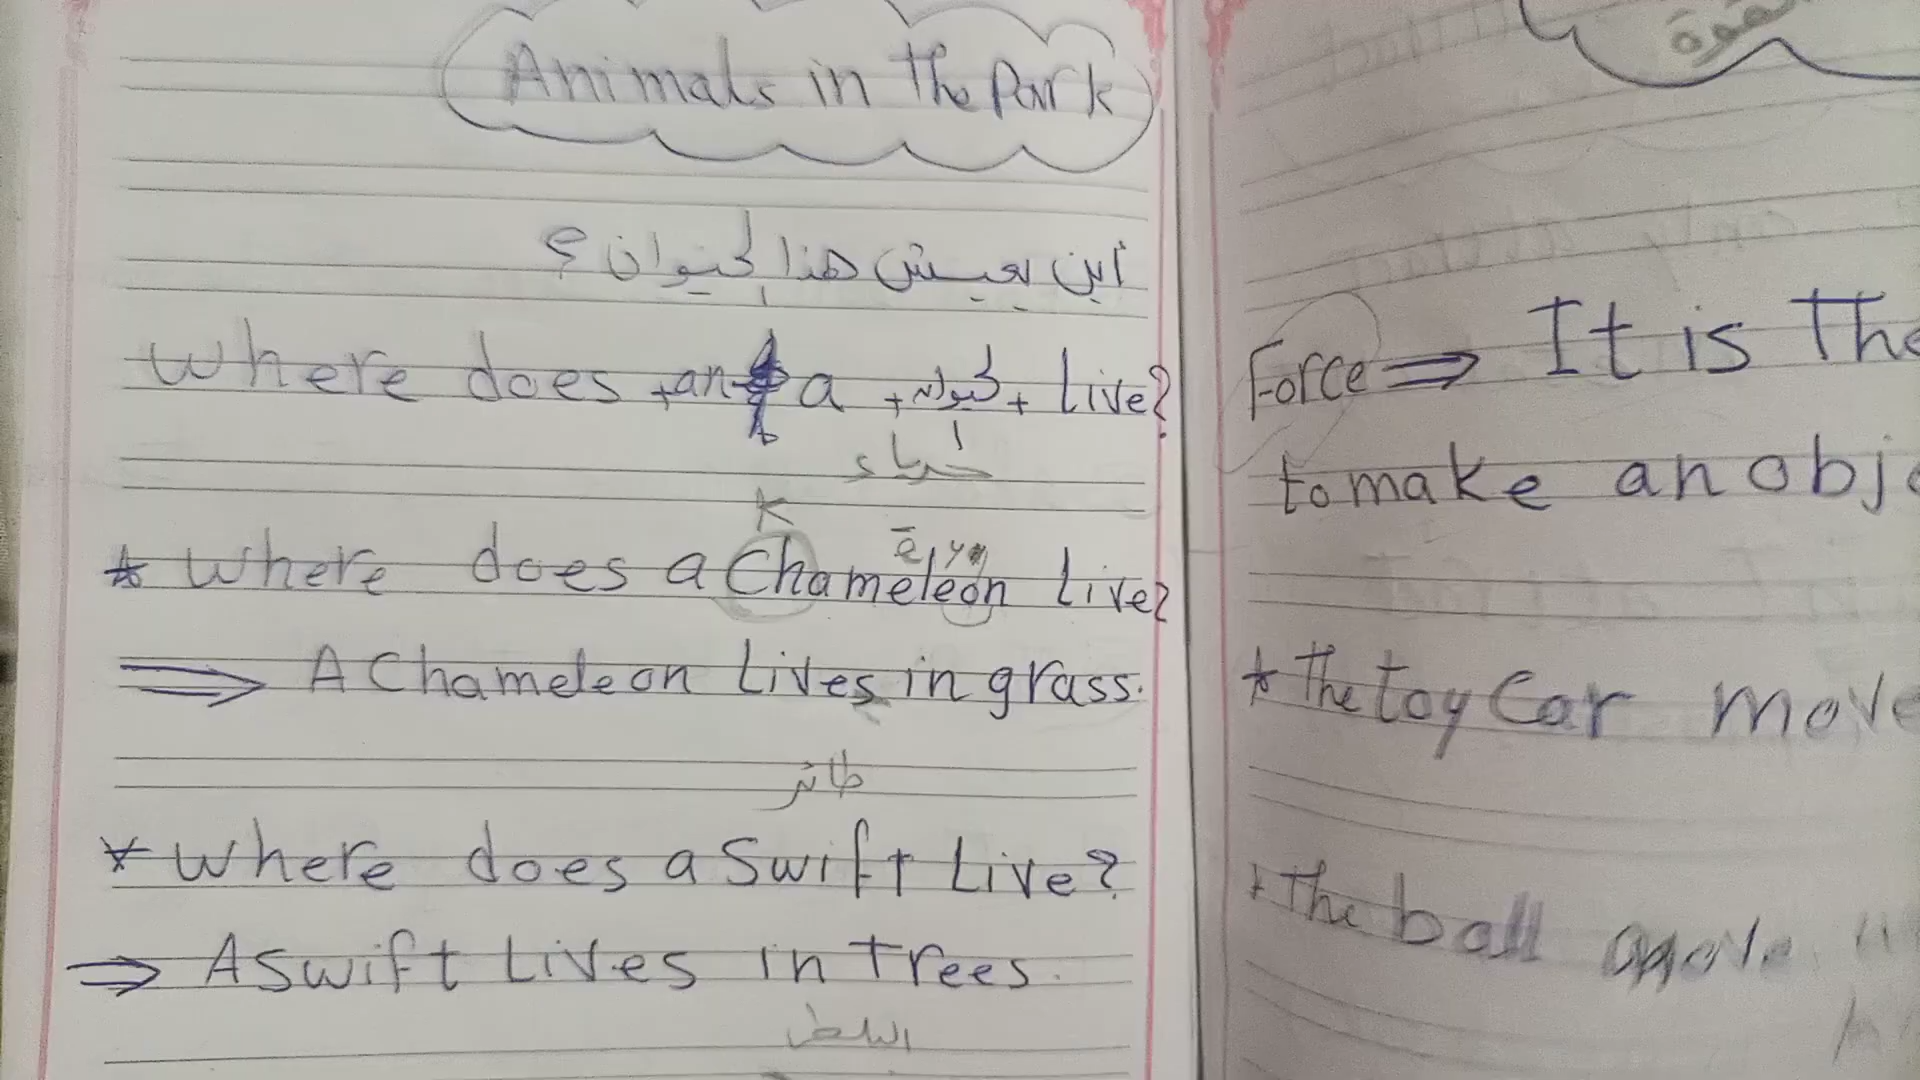 Animals in the Park
أين يعيش هذا الحيوان ؟
Where does + an a + حيوان + live?
حرباء
K
ē
* Where does a Chameleon live?
⇒ A Chameleon Lives in grass.
طائر
* Where does a Swift Live?
⇒ A Swift Lives in Trees.
القوة
Force ⇒ It is The
to make an obje
* The toy Car move
* The ball